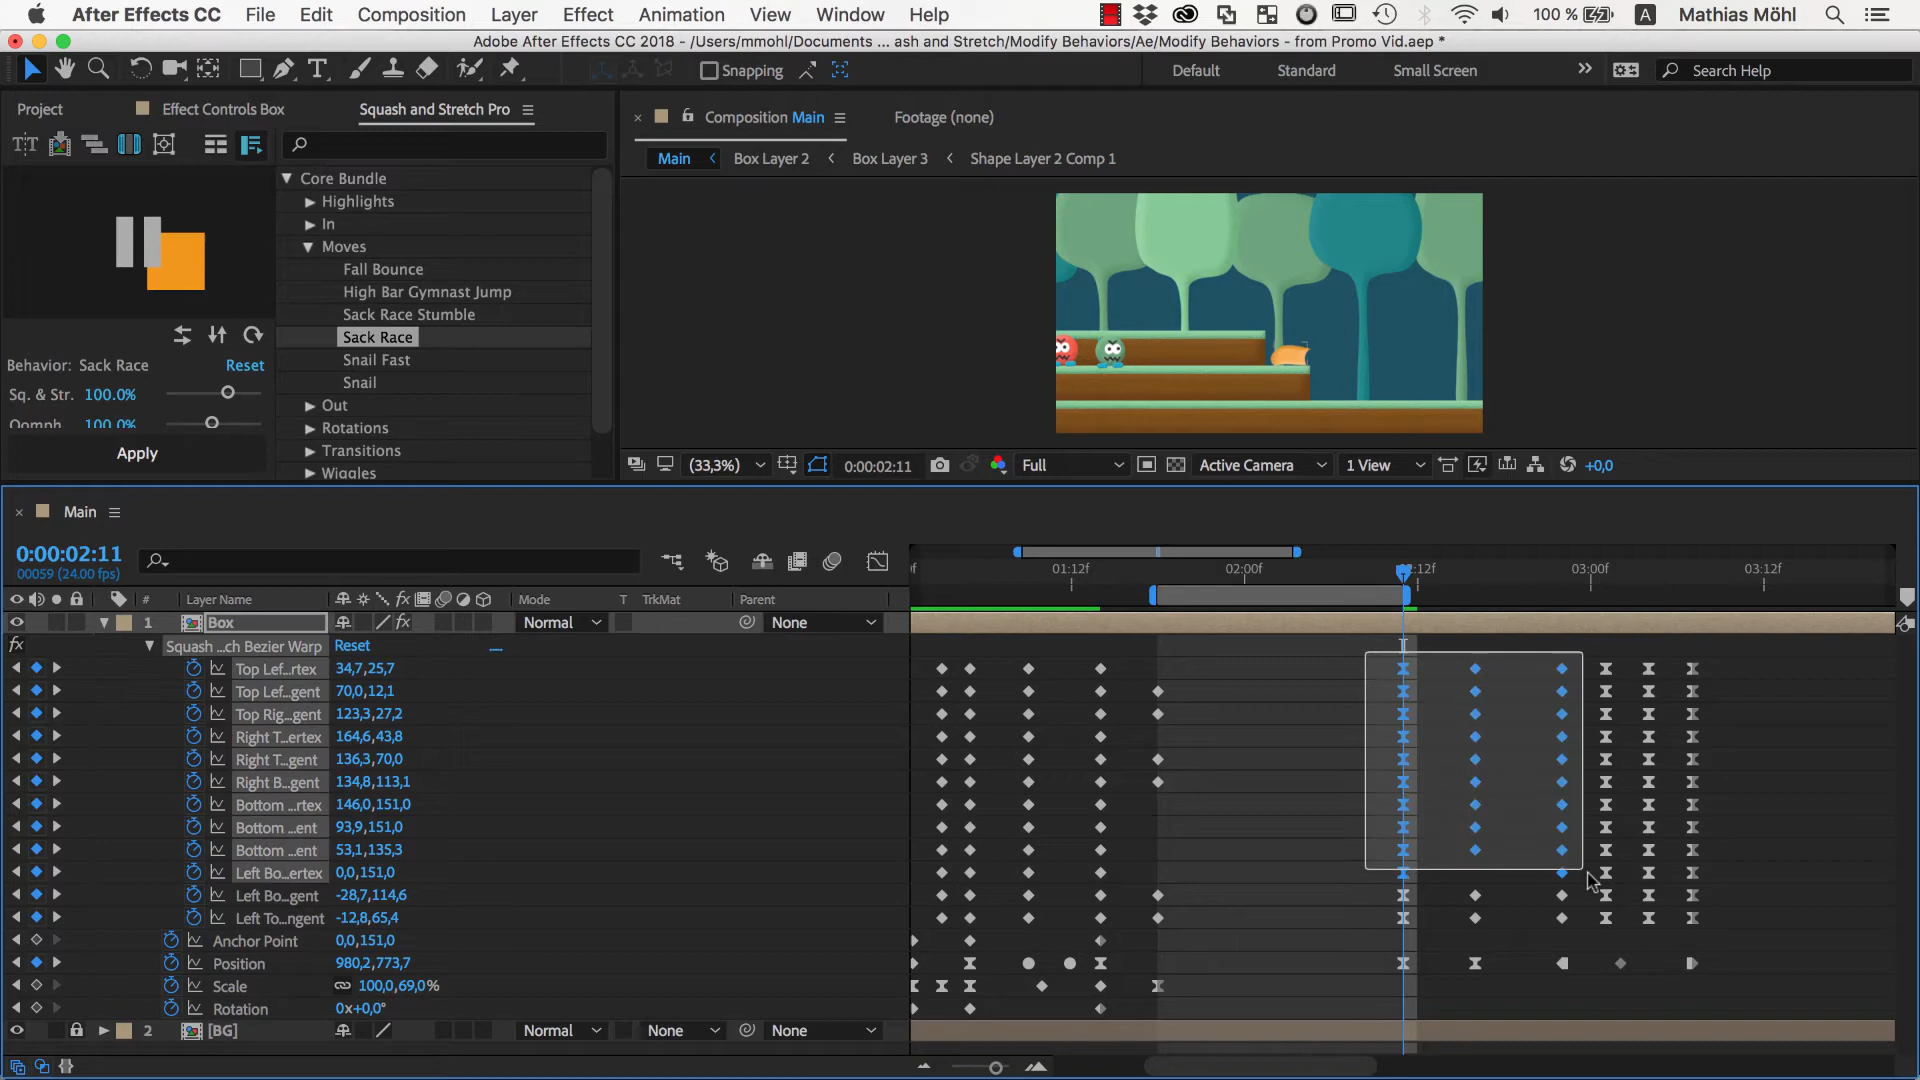 After Effects CC File Edit Composition Layer Effect Animation View Window Help 100 % A Mathias Möhl
Adobe After Effects CC 2018 - /Users/mmohl/Documents ... ash and Stretch/Modify Behaviors/Ae/Modify Behaviors - from Promo Vid.aep *
Snapping Default Standard Small Screen Search Help
Project Effect Controls Box Squash and Stretch Pro
Composition Main Footage (none)
Main Box Layer 2 Box Layer 3 Shape Layer 2 Comp 1
Core Bundle
Highlights
In
Moves
Fall Bounce
High Bar Gymnast Jump
Sack Race Stumble
Sack Race
Snail Fast
Snail
Out
Rotations
Transitions
Wiggles
Behavior: Sack Race Reset
Sq. & Str. 100.0%
Oomph 100.0%
Apply
(33,3%) 0:00:02:11 Full Active Camera 1 View +0,0
Main
0:00:02:11
00059 (24.00 fps)
01:12f 02:00f 02:12f 03:00f 03:12f
# Layer Name fx Mode T TrkMat Parent
1 Box fx Normal None
fx Squash ...ch Bezier Warp Reset
Top Lef...rtex 34,7,25,7
Top Lef...gent 70,0,12,1
Top Rig...gent 123,3,27,2
Right T...ertex 164,6,43,8
Right T...gent 136,3,70,0
Right B...gent 134,8,113,1
Bottom ...rtex 146,0,151,0
Bottom ...ent 93,9,151,0
Bottom ...ent 53,1,135,3
Left Bo...ertex 0,0,151,0
Left Bo...gent -28,7,114,6
Left To...ngent -12,8,65,4
Anchor Point 0,0,151,0
Position 980,2,773,7
Scale 100,0,69,0%
Rotation 0x+0,0°
2 [BG] Normal None None